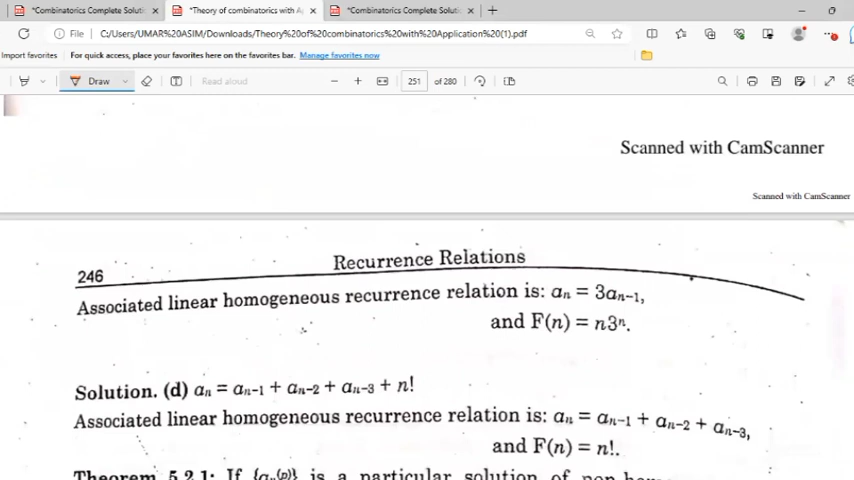 *Combinatorics Complete Soluti
*Theory of combinatorics with Ap
*Combinatorics Complete Soluti
File
C:/Users/UMAR%20ASIM/Downloads/Theory%20of%20combinatorics%20with%20Application%20(1).pdf
Import favorites
For quick access, place your favorites here on the favorites bar. Manage favorites now
Draw
Read aloud
251 of 280
Scanned with CamScanner
Scanned with CamScanner
246
Recurrence Relations
Associated linear homogeneous recurrence relation is: aₙ = 3aₙ₋₁,
and F(n) = n3ⁿ.
Solution. (d) aₙ = aₙ₋₁ + aₙ₋₂ + aₙ₋₃ + n!
Associated linear homogeneous recurrence relation is: aₙ = aₙ₋₁ + aₙ₋₂ + aₙ₋₃,
and F(n) = n!.
Theorem 5.2.1: If {aₙ⁽ᵖ⁾} is a particular solution of